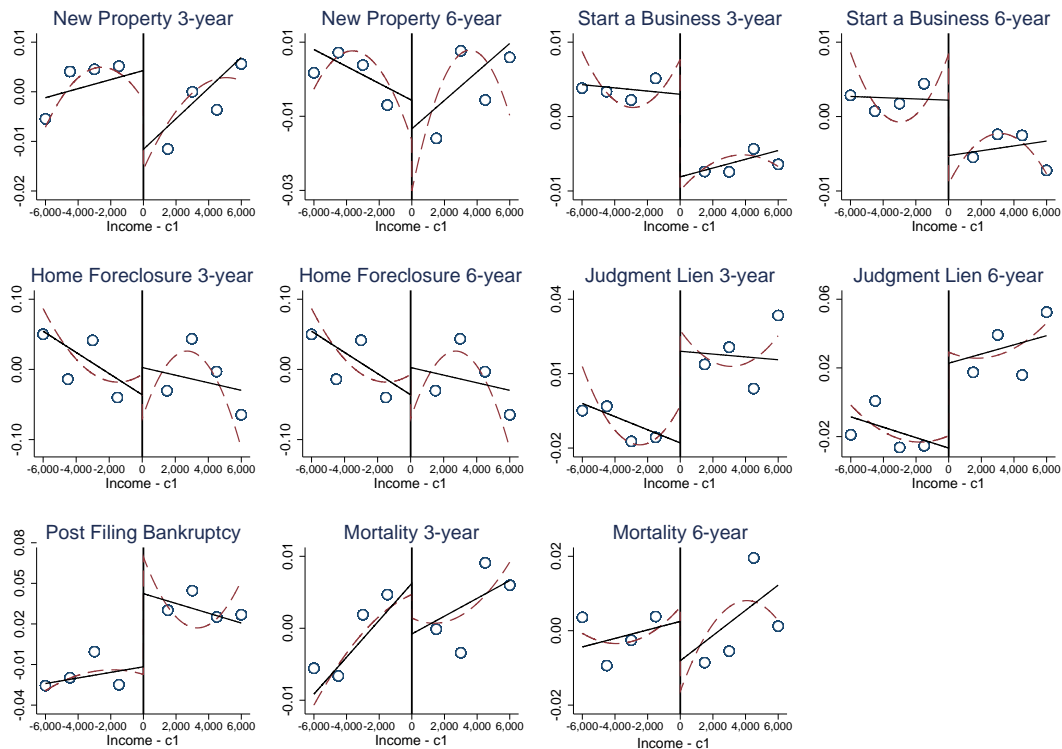 New Property 3-year
0.01
0.00
-0.01
-0.02
-6,000 -4,000 -2,000 0 2,000 4,000 6,000
Income - c1
New Property 6-year
0.01
-0.01
-0.03
-6,000 -4,000 -2,000 0 2,000 4,000 6,000
Income - c1
Start a Business 3-year
0.01
0.00
-0.01
-6,000 -4,000 -2,000 0 2,000 4,000 6,000
Income - c1
Start a Business 6-year
0.01
0.00
-0.01
-6,000 -4,000 -2,000 0 2,000 4,000 6,000
Income - c1
Home Foreclosure 3-year
0.10
0.00
-0.10
-6,000 -4,000 -2,000 0 2,000 4,000 6,000
Income - c1
Home Foreclosure 6-year
0.10
0.00
-0.10
-6,000 -4,000 -2,000 0 2,000 4,000 6,000
Income - c1
Judgment Lien 3-year
0.04
0.01
-0.02
-6,000 -4,000 -2,000 0 2,000 4,000 6,000
Income - c1
Judgment Lien 6-year
0.06
0.02
-0.02
-6,000 -4,000 -2,000 0 2,000 4,000 6,000
Income - c1
Post Filing Bankruptcy
0.08
0.05
0.02
-0.01
-0.04
-6,000 -4,000 -2,000 0 2,000 4,000 6,000
Income - c1
Mortality 3-year
0.01
0.00
-0.01
-6,000 -4,000 -2,000 0 2,000 4,000 6,000
Income - c1
Mortality 6-year
0.02
0.00
-0.02
-6,000 -4,000 -2,000 0 2,000 4,000 6,000
Income - c1